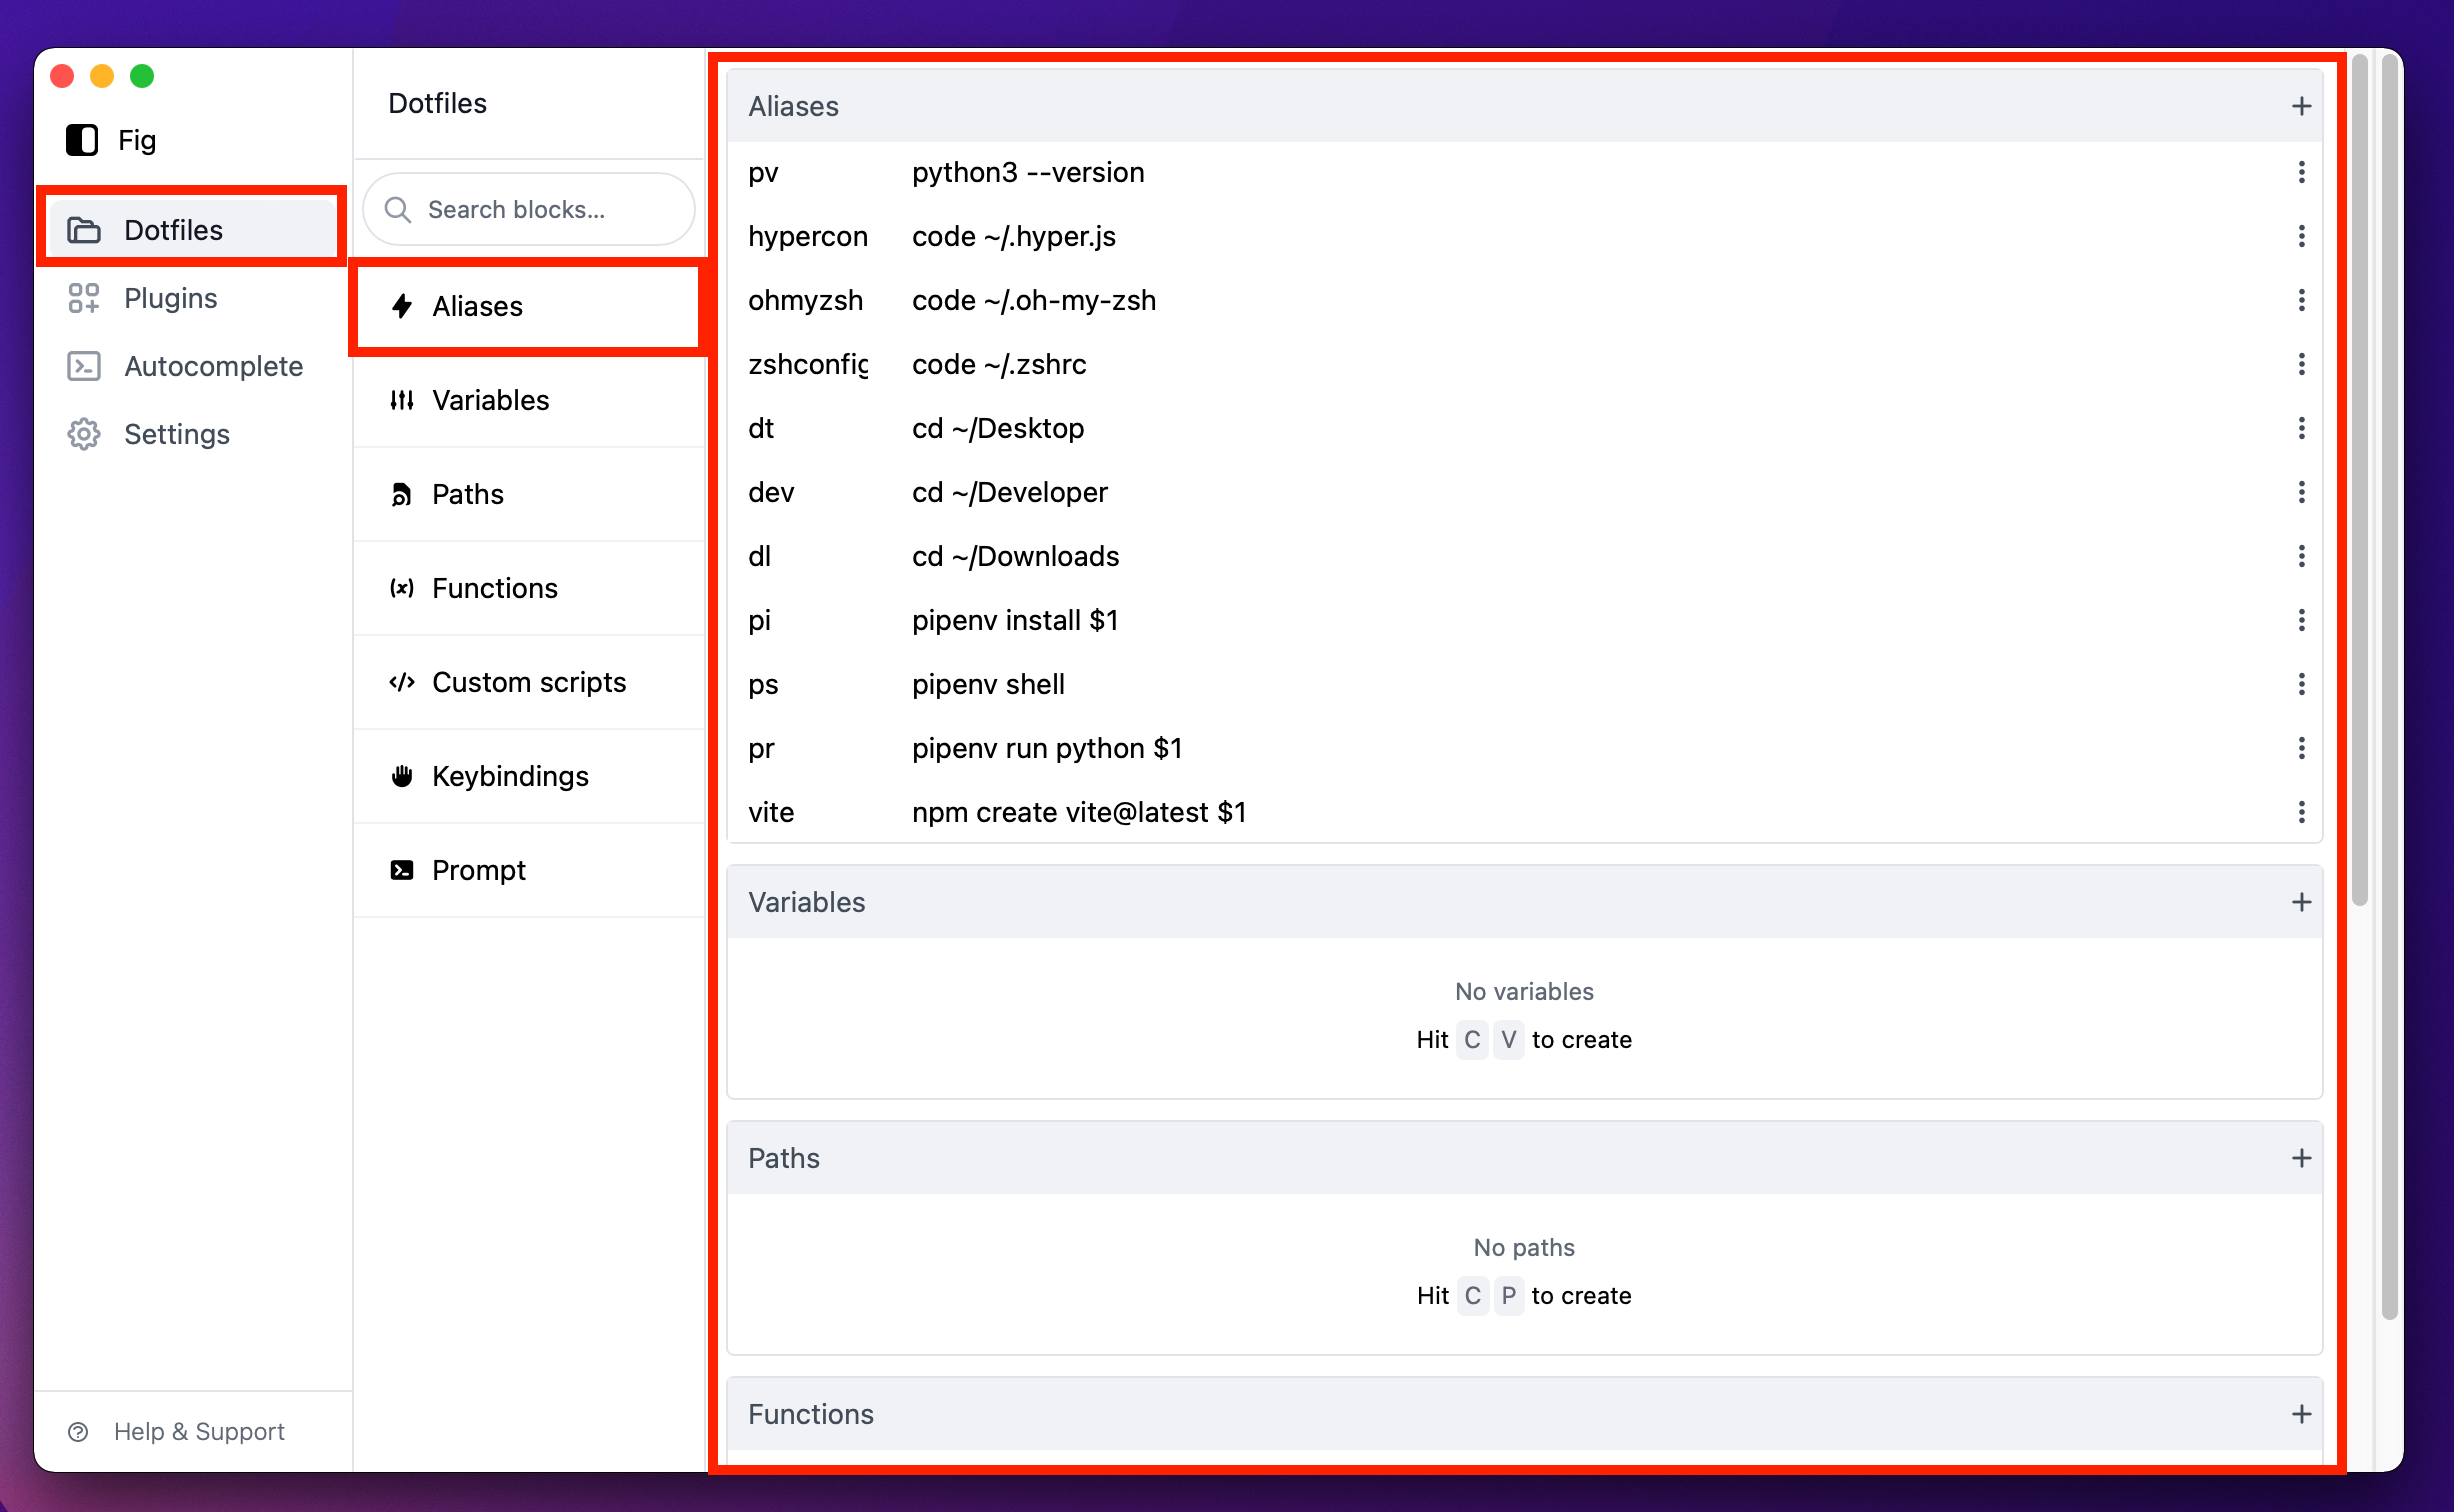 Fig
Dotfiles
Plugins
Autocomplete
Settings
Help & Support
Dotfiles
Search blocks...
Aliases
Variables
Paths
Functions
Custom scripts
Keybindings
Prompt
Aliases
pv python3 --version
hypercon code ~/.hyper.js
ohmyzsh code ~/.oh-my-zsh
zshconfig code ~/.zshrc
dt cd ~/Desktop
dev cd ~/Developer
dl cd ~/Downloads
pi pipenv install $1
ps pipenv shell
pr pipenv run python $1
vite npm create vite@latest $1
Variables
No variables
Hit C V to create
Paths
No paths
Hit C P to create
Functions